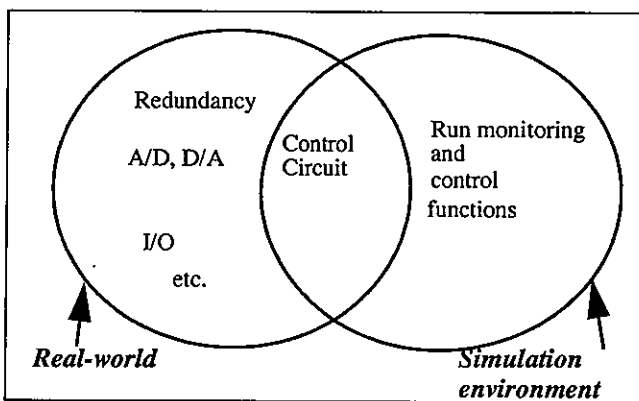 Redundancy
A/D, D/A
I/O
etc.
Control
Circuit
Run monitoring
and
control
functions
Real-world
Simulation
environment